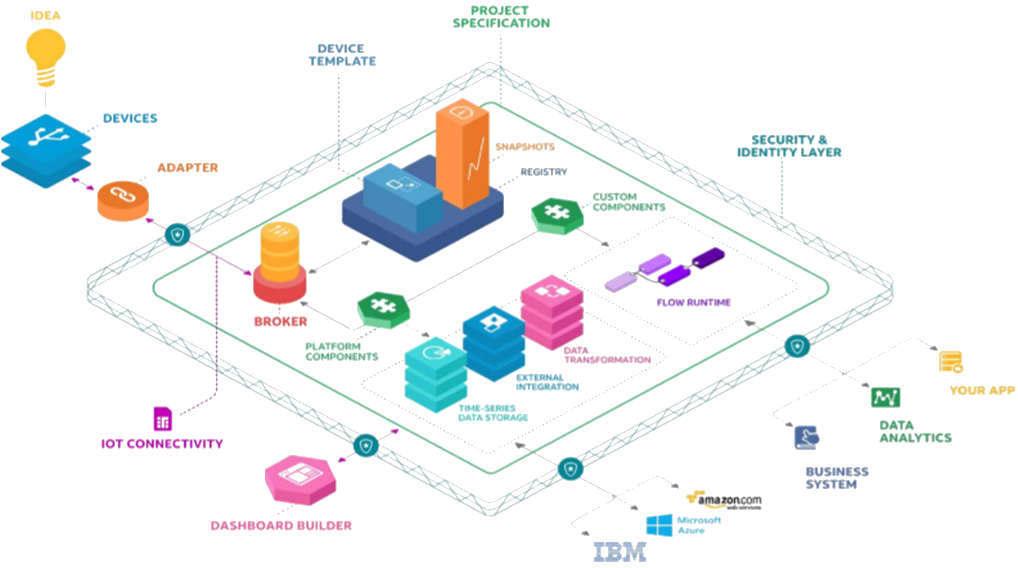 IDEA
PROJECT
SPECIFICATION
DEVICE
TEMPLATE
DEVICES
SECURITY &
IDENTITY LAYER
SNAPSHOTS
ADAPTER
REGISTRY
CUSTOM
COMPONENTS
FLOW RUNTIME
BROKER
PLATFORM
COMPONENTS
DATA
TRANSFORMATION
EXTERNAL
INTEGRATION
TIME-SERIES
DATA STORAGE
YOUR APP
DATA
ANALYTICS
IOT CONNECTIVITY
BUSINESS
SYSTEM
DASHBOARD BUILDER
amazon.com
web services
Microsoft
Azure
IBM